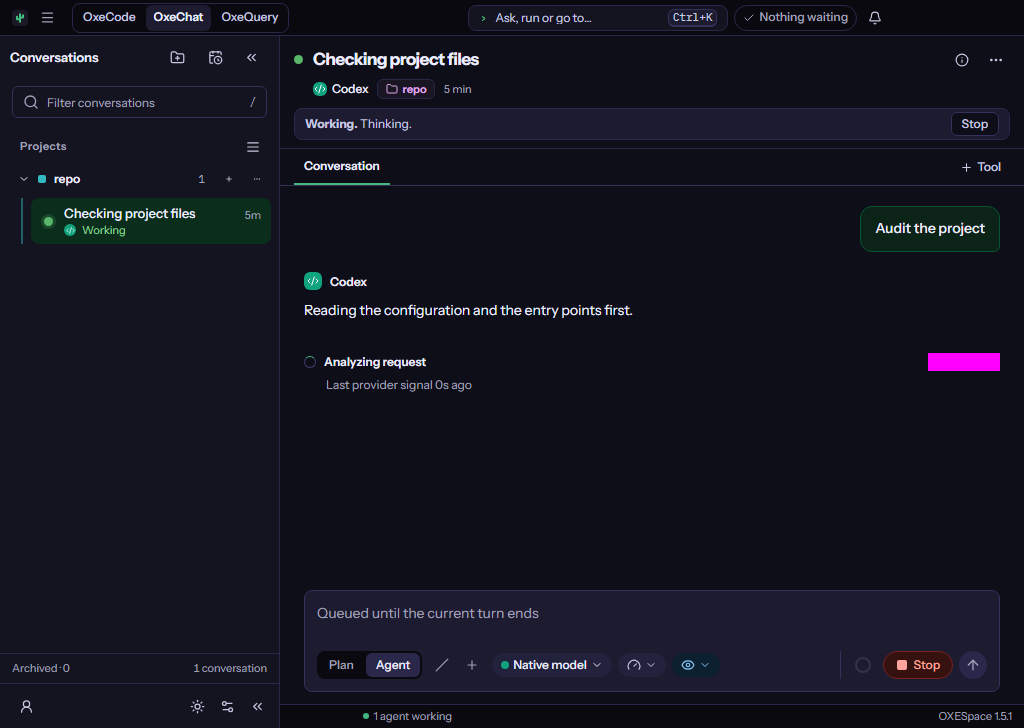 OxeCode OxeChat OxeQuery
› Ask, run or go to... Ctrl+K
Nothing waiting
Conversations
Filter conversations /
Projects
repo 1 + ...
Checking project files 5m
Working
Archived · 0 1 conversation
Checking project files
Codex repo 5 min
Working. Thinking. Stop
Conversation + Tool
Audit the project
Codex
Reading the configuration and the entry points first.
Analyzing request
Last provider signal 0s ago
Queued until the current turn ends
Plan Agent Native model Stop
1 agent working OXESpace 1.5.1